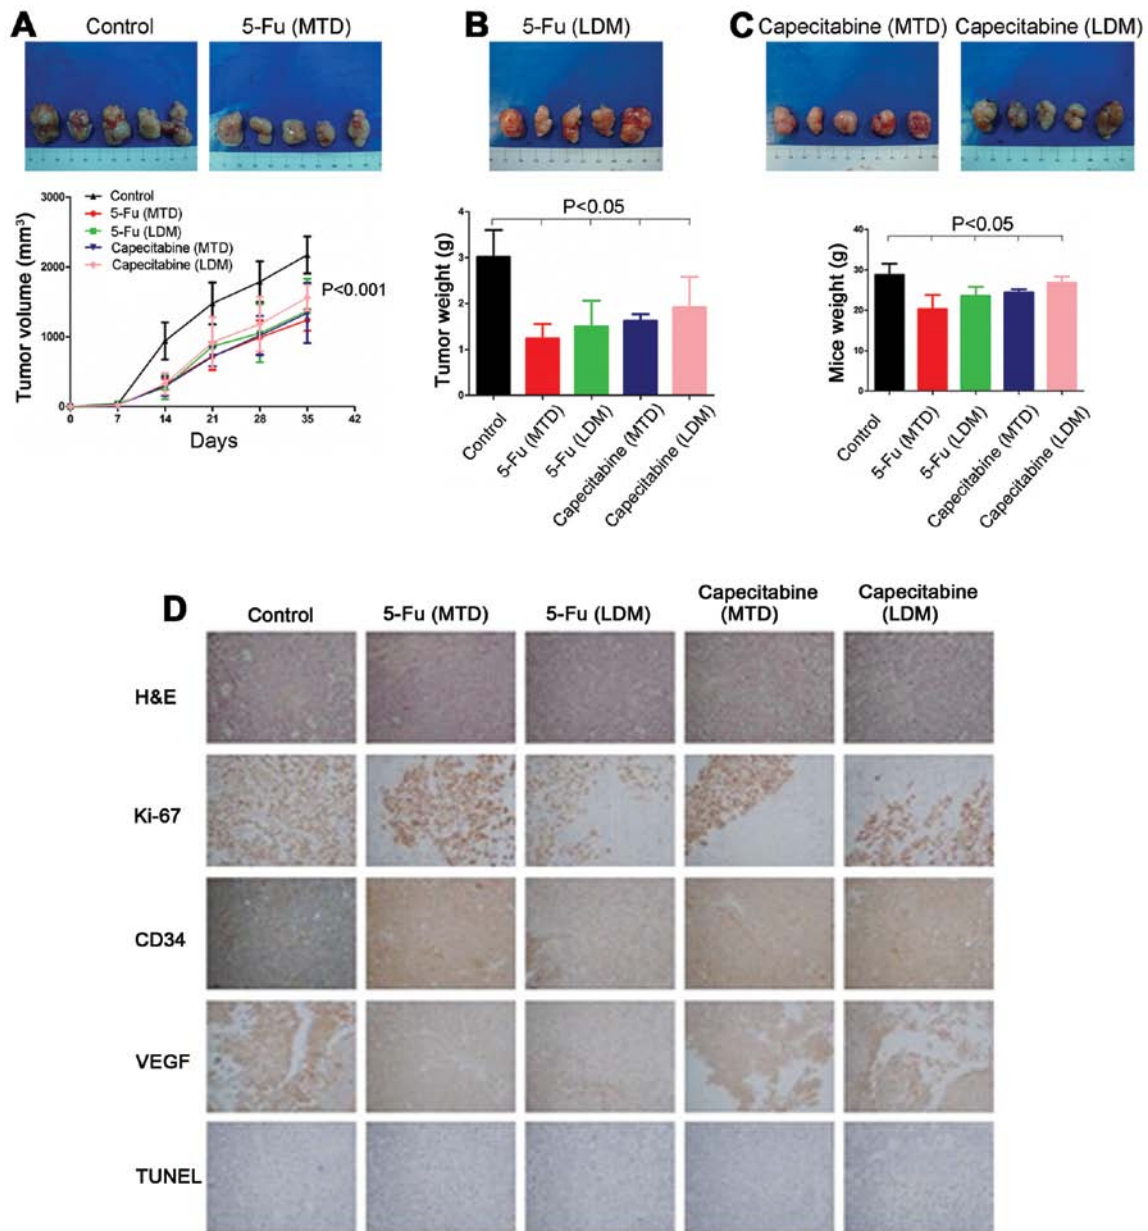 A
Control
5-Fu (MTD)
B
5-Fu (LDM)
C
Capecitabine (MTD)
Capecitabine (LDM)
Tumor volume (mm³)
3000
2000
1000
0
Control
5-Fu (MTD)
5-Fu (LDM)
Capecitabine (MTD)
Capecitabine (LDM)
P<0.001
0 7 14 21 28 35 42
Days
Tumor weight (g)
4
3
2
1
0
P<0.05
Control
5-Fu (MTD)
5-Fu (LDM)
Capecitabine (MTD)
Capecitabine (LDM)
Mice weight (g)
40
30
20
10
0
P<0.05
Control
5-Fu (MTD)
5-Fu (LDM)
Capecitabine (MTD)
Capecitabine (LDM)
D
Control
5-Fu (MTD)
5-Fu (LDM)
Capecitabine
(MTD)
Capecitabine
(LDM)
H&E
Ki-67
CD34
VEGF
TUNEL